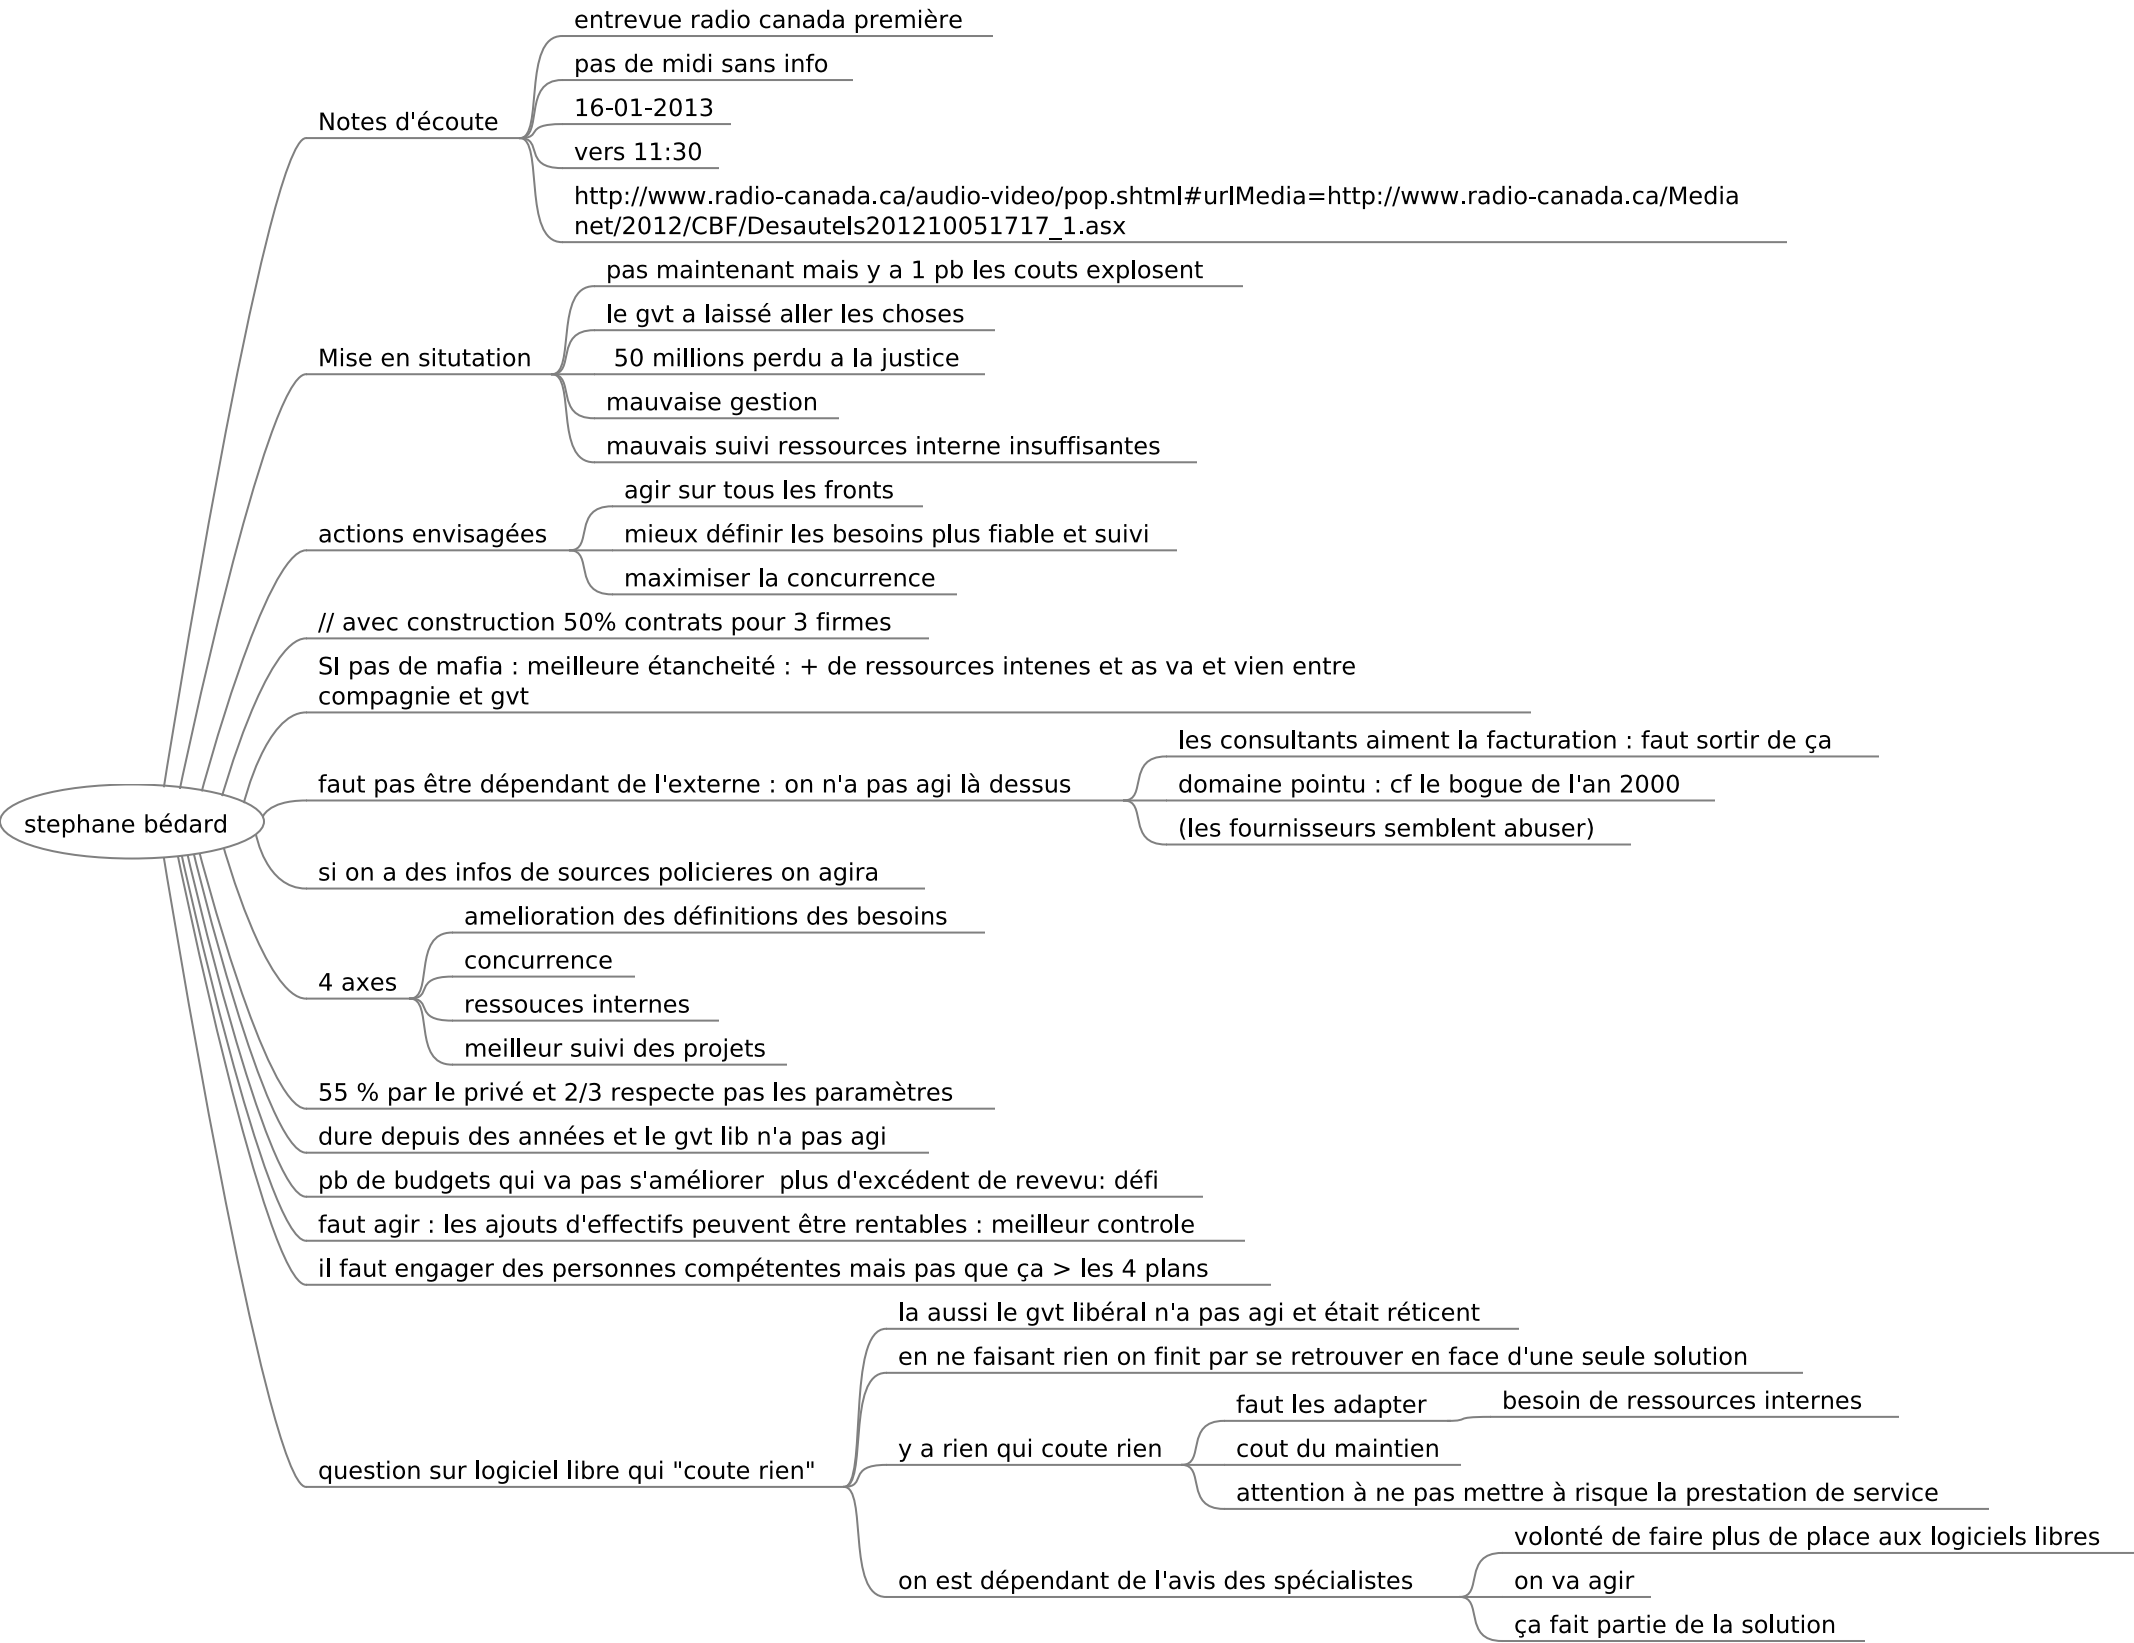 entrevue radio canada première
pas de midi sans info
16-01-2013
vers 11:30
http://www.radio-canada.ca/audio-video/pop.shtml#urlMedia=http://www.radio-canada.ca/Media
net/2012/CBF/Desautels201210051717_1.asx
Notes d'écoute
pas maintenant mais y a 1 pb les couts explosent
le gvt a laissé aller les choses
50 millions perdu a la justice
mauvaise gestion
mauvais suivi ressources interne insuffisantes
Mise en situtation
agir sur tous les fronts
mieux définir les besoins plus fiable et suivi
maximiser la concurrence
actions envisagées
// avec construction 50% contrats pour 3 firmes
SI pas de mafia : meilleure étancheité : + de ressources intenes et as va et vien entre
compagnie et gvt
les consultants aiment la facturation : faut sortir de ça
domaine pointu : cf le bogue de l'an 2000
(les fournisseurs semblent abuser)
faut pas être dépendant de l'externe : on n'a pas agi là dessus
stephane bédard
si on a des infos de sources policieres on agira
amelioration des définitions des besoins
concurrence
ressouces internes
meilleur suivi des projets
4 axes
55 % par le privé et 2/3 respecte pas les paramètres
dure depuis des années et le gvt lib n'a pas agi
pb de budgets qui va pas s'améliorer  plus d'excédent de revevu: défi
faut agir : les ajouts d'effectifs peuvent être rentables : meilleur controle
il faut engager des personnes compétentes mais pas que ça > les 4 plans
la aussi le gvt libéral n'a pas agi et était réticent
en ne faisant rien on finit par se retrouver en face d'une seule solution
faut les adapter
besoin de ressources internes
y a rien qui coute rien
cout du maintien
attention à ne pas mettre à risque la prestation de service
question sur logiciel libre qui "coute rien"
volonté de faire plus de place aux logiciels libres
on est dépendant de l'avis des spécialistes
on va agir
ça fait partie de la solution